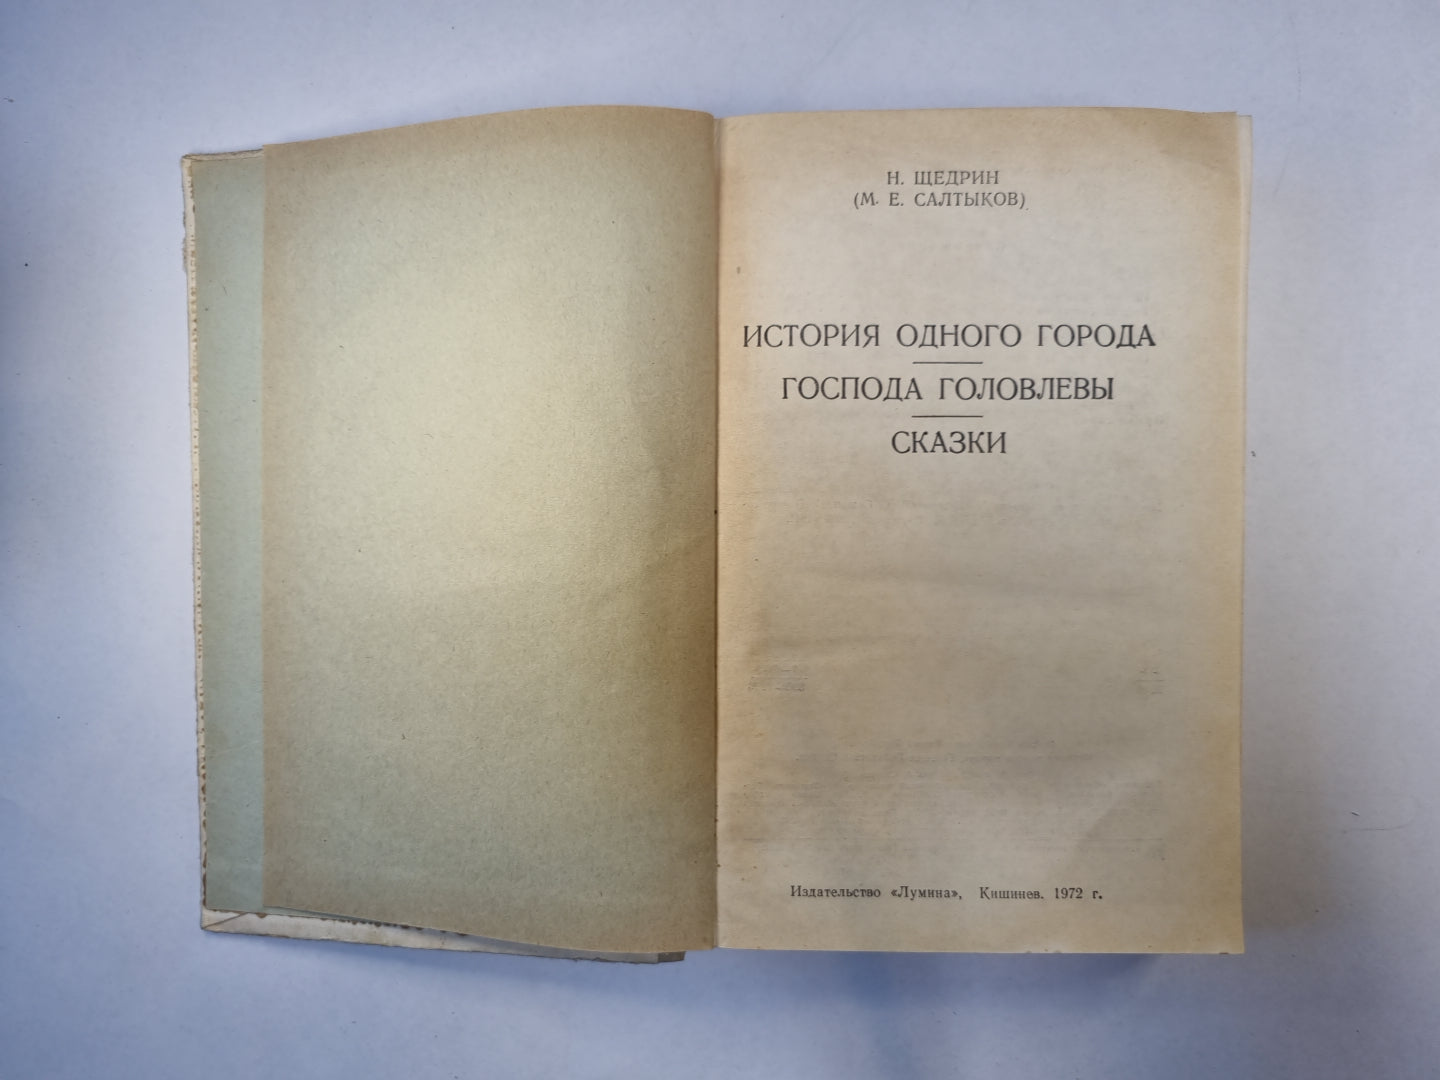 Н. ЩЕДРИН
(М. Е. САЛТЫКОВ)
ИСТОРИЯ ОДНОГО ГОРОДА
ГОСПОДА ГОЛОВЛЕВЫ
СКАЗКИ
Издательство «Лумина», Кишинев. 1972 г.